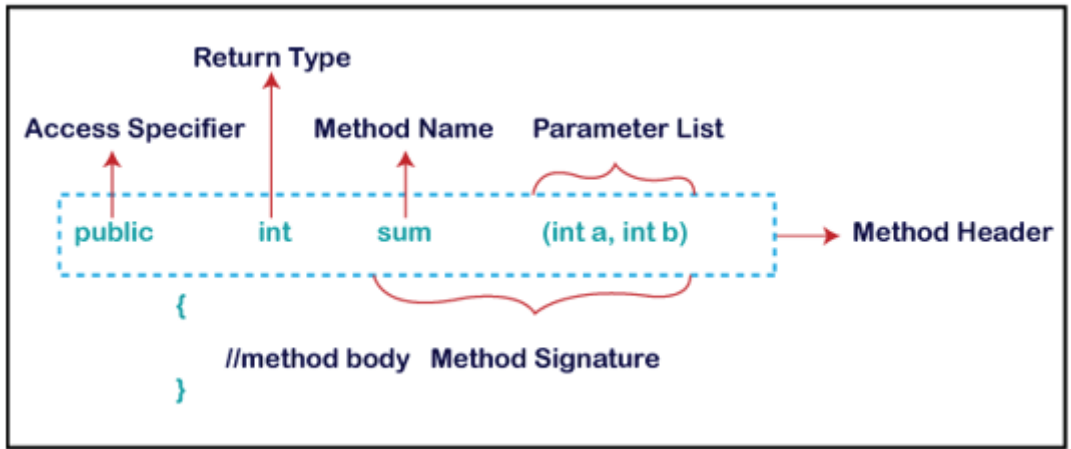 Return Type
Access Specifier Method Name Parameter List
public int sum (int a, int b)
Method Header
{
//method body Method Signature
}